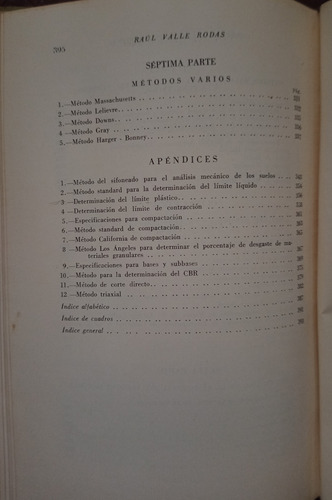 395 RAÚL VALLE RODAS
SÉPTIMA PARTE
MÉTODOS VARIOS
1.—Método Massachusetts
2.—Método Lelievre
3.—Método Downs
4.—Método Gray
5.—Método Harger - Bonney
APÉNDICES
1.—Método del sifoneado para el análisis mecánico de los suelos
2.—Método standard para la determinación del límite líquido
3.—Determinación del límite plástico
4.—Determinación del límite de contracción
5.—Especificaciones para compactación
6.—Método standard de compactación
7.—Método California de compactación
8.—Método Los Angeles para determinar el porcentaje de desgaste de materiales granulares
9.—Especificaciones para bases y subbases
10.—Método para la determinación del CBR
11.—Método de corte directo
12.—Método triaxial
Indice alfabético
Indice de cuadros
Indice general